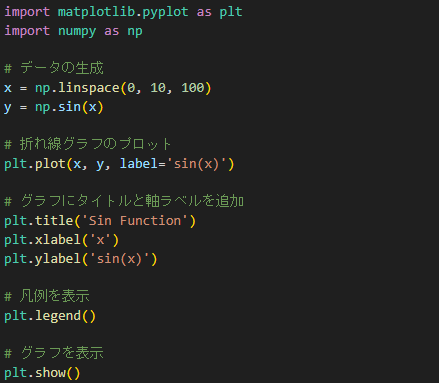 import matplotlib.pyplot as plt
import numpy as np
# データの生成
x = np.linspace(0, 10, 100)
y = np.sin(x)
# 折れ線グラフのプロット
plt.plot(x, y, label='sin(x)')
# グラフにタイトルと軸ラベルを追加
plt.title('Sin Function')
plt.xlabel('x')
plt.ylabel('sin(x)')
# 凡例を表示
plt.legend()
# グラフを表示
plt.show()